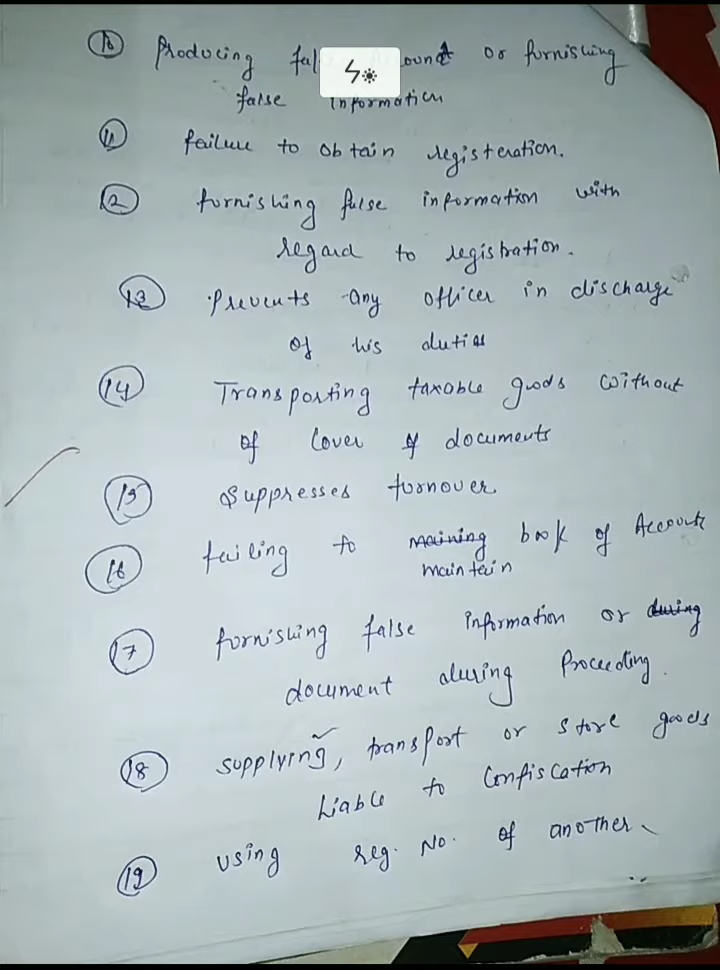 10 Producing fal ount or furnishing
false information
11 failure to obtain registeration.
12 furnishing false information with
regard to registration.
13 Prevents any officer in discharge
of his duties
14 Transporting taxable goods without
of Cover of documents
15 Suppresses turnover
16 failing to maining book of Accounts
maintain
17 furnishing false information or during
document during Proceeding.
18 supplying, transport or store goods
Liable to Confiscation
19 using reg. No. of another